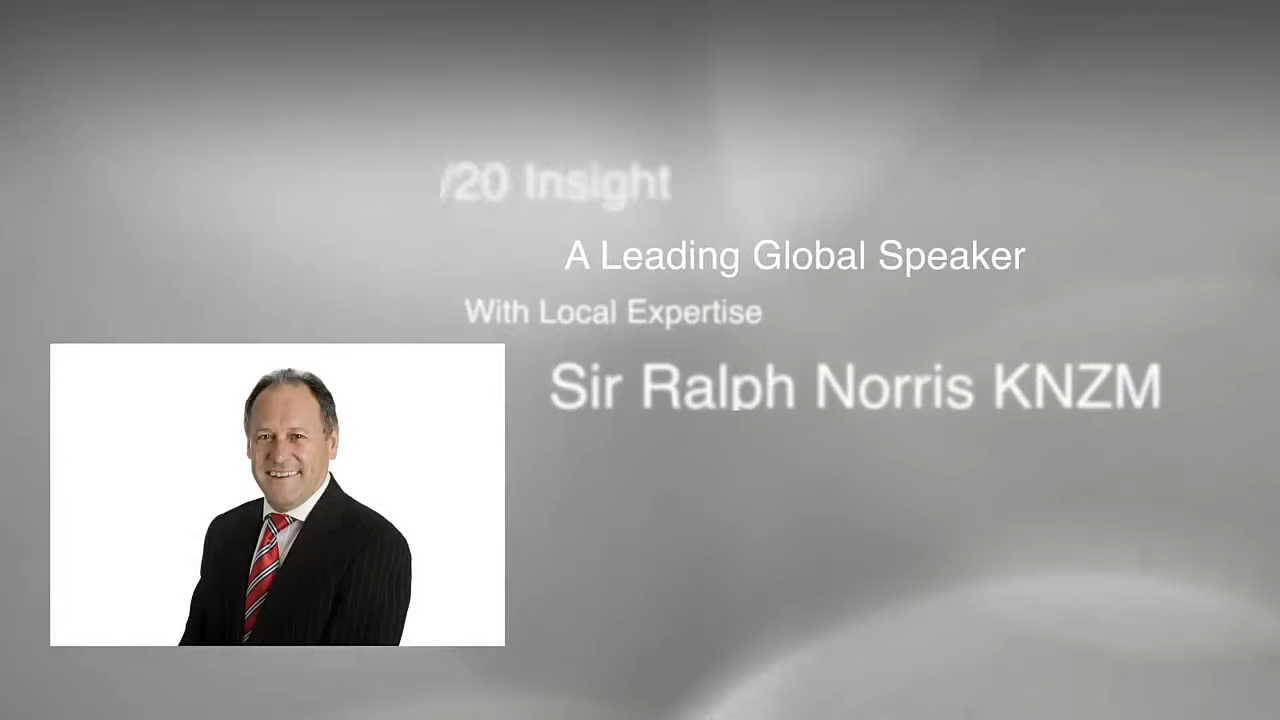 /20 Insight
A Leading Global Speaker
With Local Expertise
Sir Ralph Norris KNZM